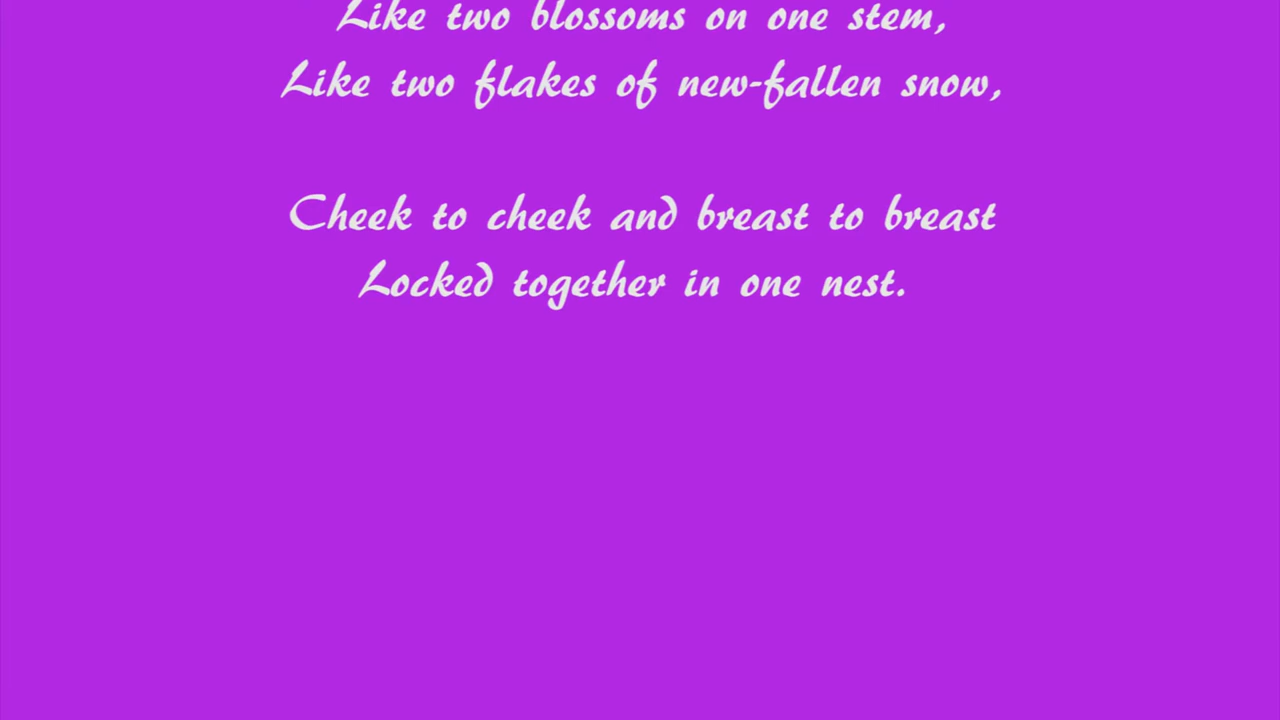 Like two blossoms on one stem,
Like two flakes of new-fallen snow,
Cheek to cheek and breast to breast
Locked together in one nest.